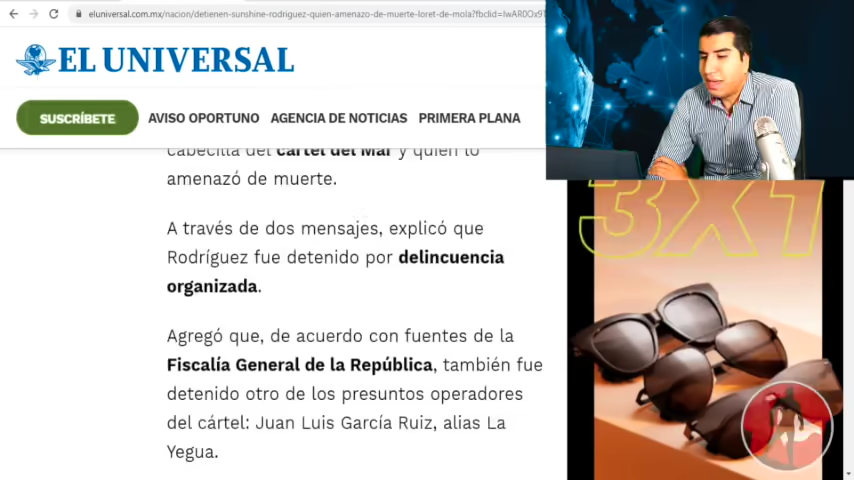 eluniversal.com.mx/nacion/detienen-sunshine-rodriguez-quien-amenazo-de-muerte-loret-de-mola?fbclid=IwAR0Ox9T
EL UNIVERSAL
SUSCRÍBETE AVISO OPORTUNO AGENCIA DE NOTICIAS PRIMERA PLANA
cabecilla del cártel del Mar y quien lo
amenazó de muerte.
A través de dos mensajes, explicó que
Rodríguez fue detenido por delincuencia
organizada.
Agregó que, de acuerdo con fuentes de la
Fiscalía General de la República, también fue
detenido otro de los presuntos operadores
del cártel: Juan Luis García Ruiz, alias La
Yegua.
3X1